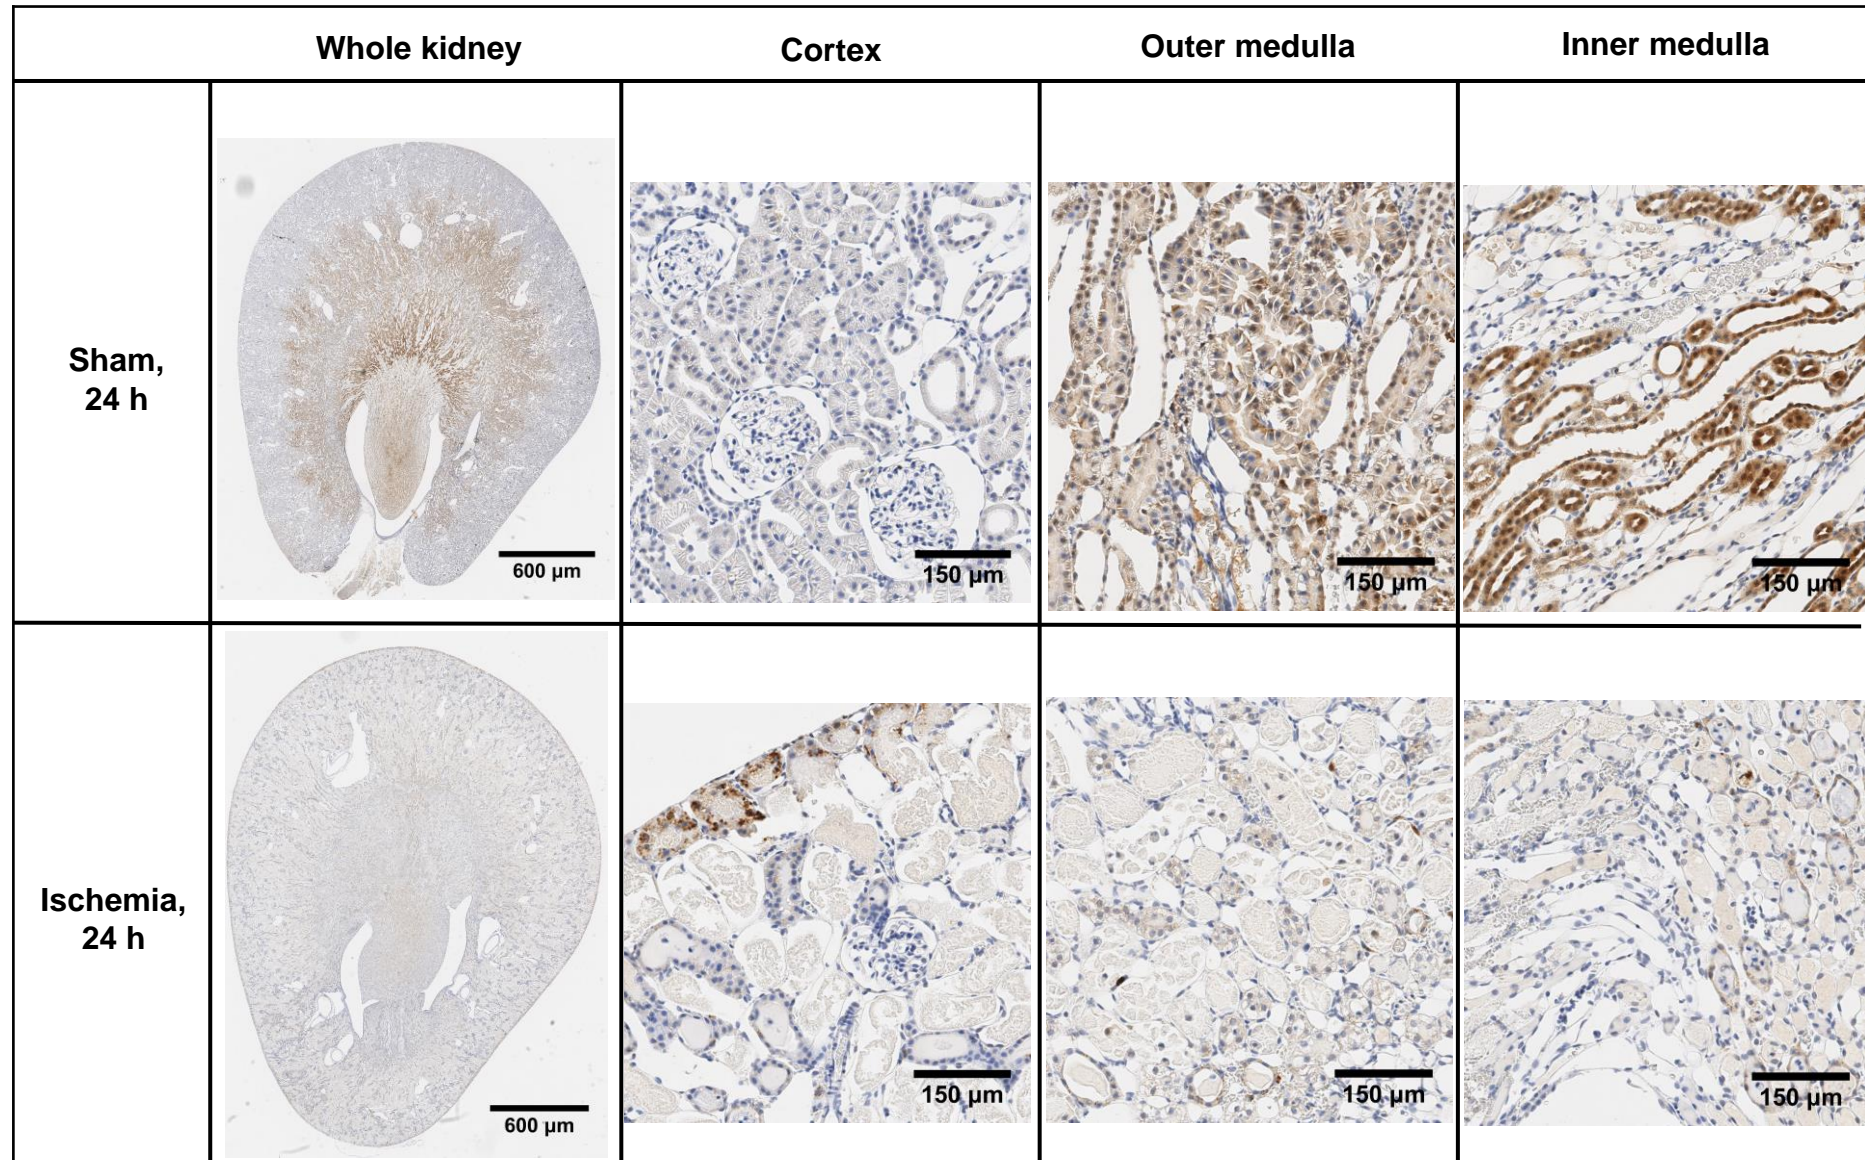 Whole kidney
Cortex
Outer medulla
Inner medulla
Sham,
24 h
600 µm
150 µm
150 µm
150 µm
Ischemia,
24 h
600 µm
150 µm
150 µm
150 µm